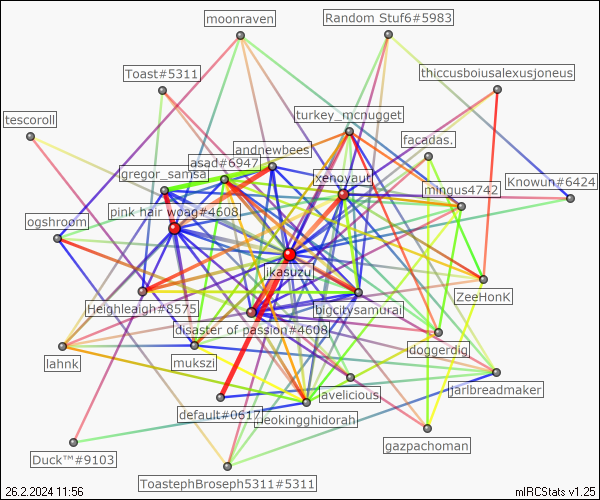 moonraven
Random Stuf6#5983
Toast#5311
thiccusboiusalexusjoneus
tescoroll
turkey_mcnugget
facadas.
andnewbees
asad#6947
gregor_samsa
xenoyaut
mingus4742
Knowun#6424
pink hair woag#4608
ogshroom
ikasuzu
ZeeHonK
Heighleaigh#8575
bigcitysamurai
disaster of passion#4608
doggerdig
lahnk
mukszi
avelicious
jarlbreadmaker
default#0617
leokingghidorah
gazpachoman
Duck™#9103
ToastephBroseph5311#5311
26.2.2024 11:56
mIRCStats v1.25